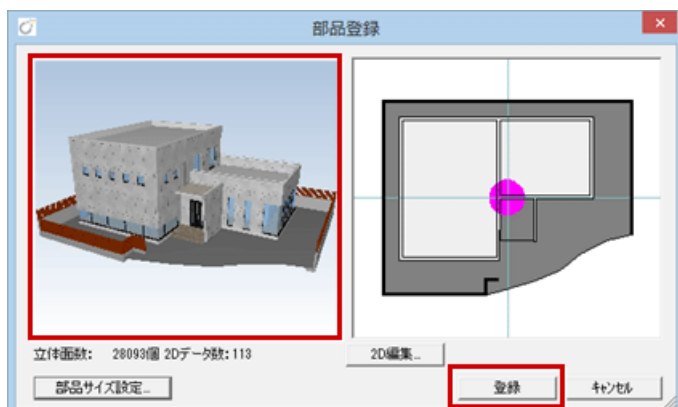 部品登録
立体面数: 28093個 2Dデータ数:113
2D編集...
部品サイズ設定...
登録
キャンセル